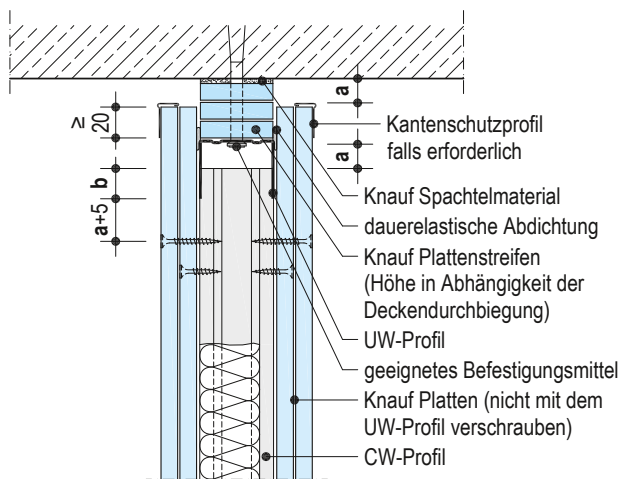 a
≥ 20
b
a+5
a
Kantenschutzprofil
falls erforderlich
Knauf Spachtelmaterial
dauerelastische Abdichtung
Knauf Plattenstreifen
(Höhe in Abhängigkeit der
Deckendurchbiegung)
UW-Profil
geeignetes Befestigungsmittel
Knauf Platten (nicht mit dem
UW-Profil verschrauben)
CW-Profil